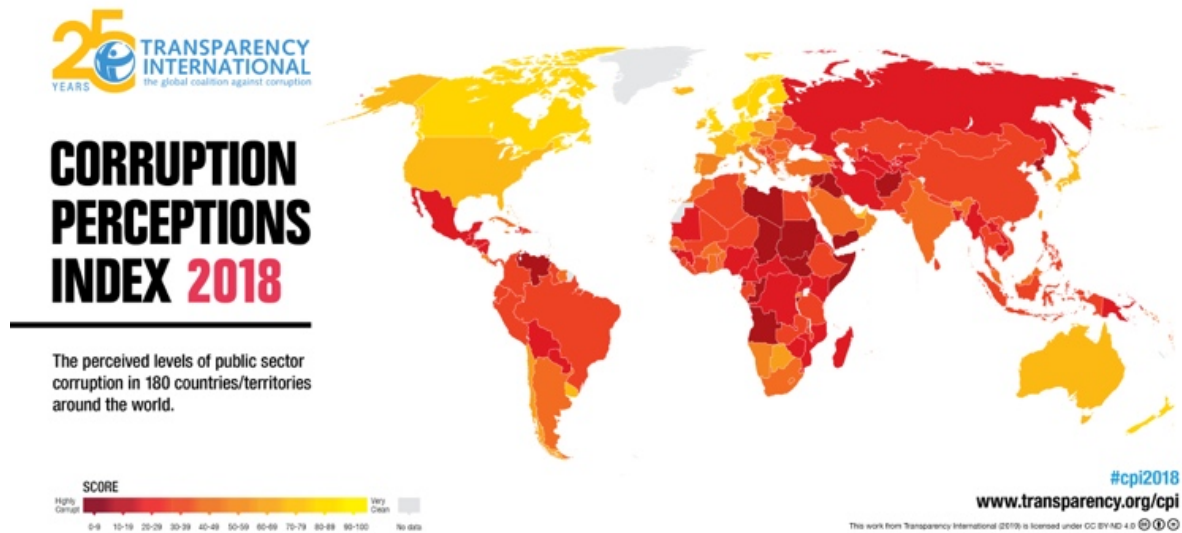 25
YEARS
TRANSPARENCY
INTERNATIONAL
the global coalition against corruption
CORRUPTION
PERCEPTIONS
INDEX 2018
The perceived levels of public sector
corruption in 180 countries/territories
around the world.
SCORE
Highly
Corrupt
Very
Clean
0-9 10-19 20-29 30-39 40-49 50-59 60-69 70-79 80-89 90-100 No data
#cpi2018
www.transparency.org/cpi
This work from Transparency International (2019) is licensed under CC BY-ND 4.0